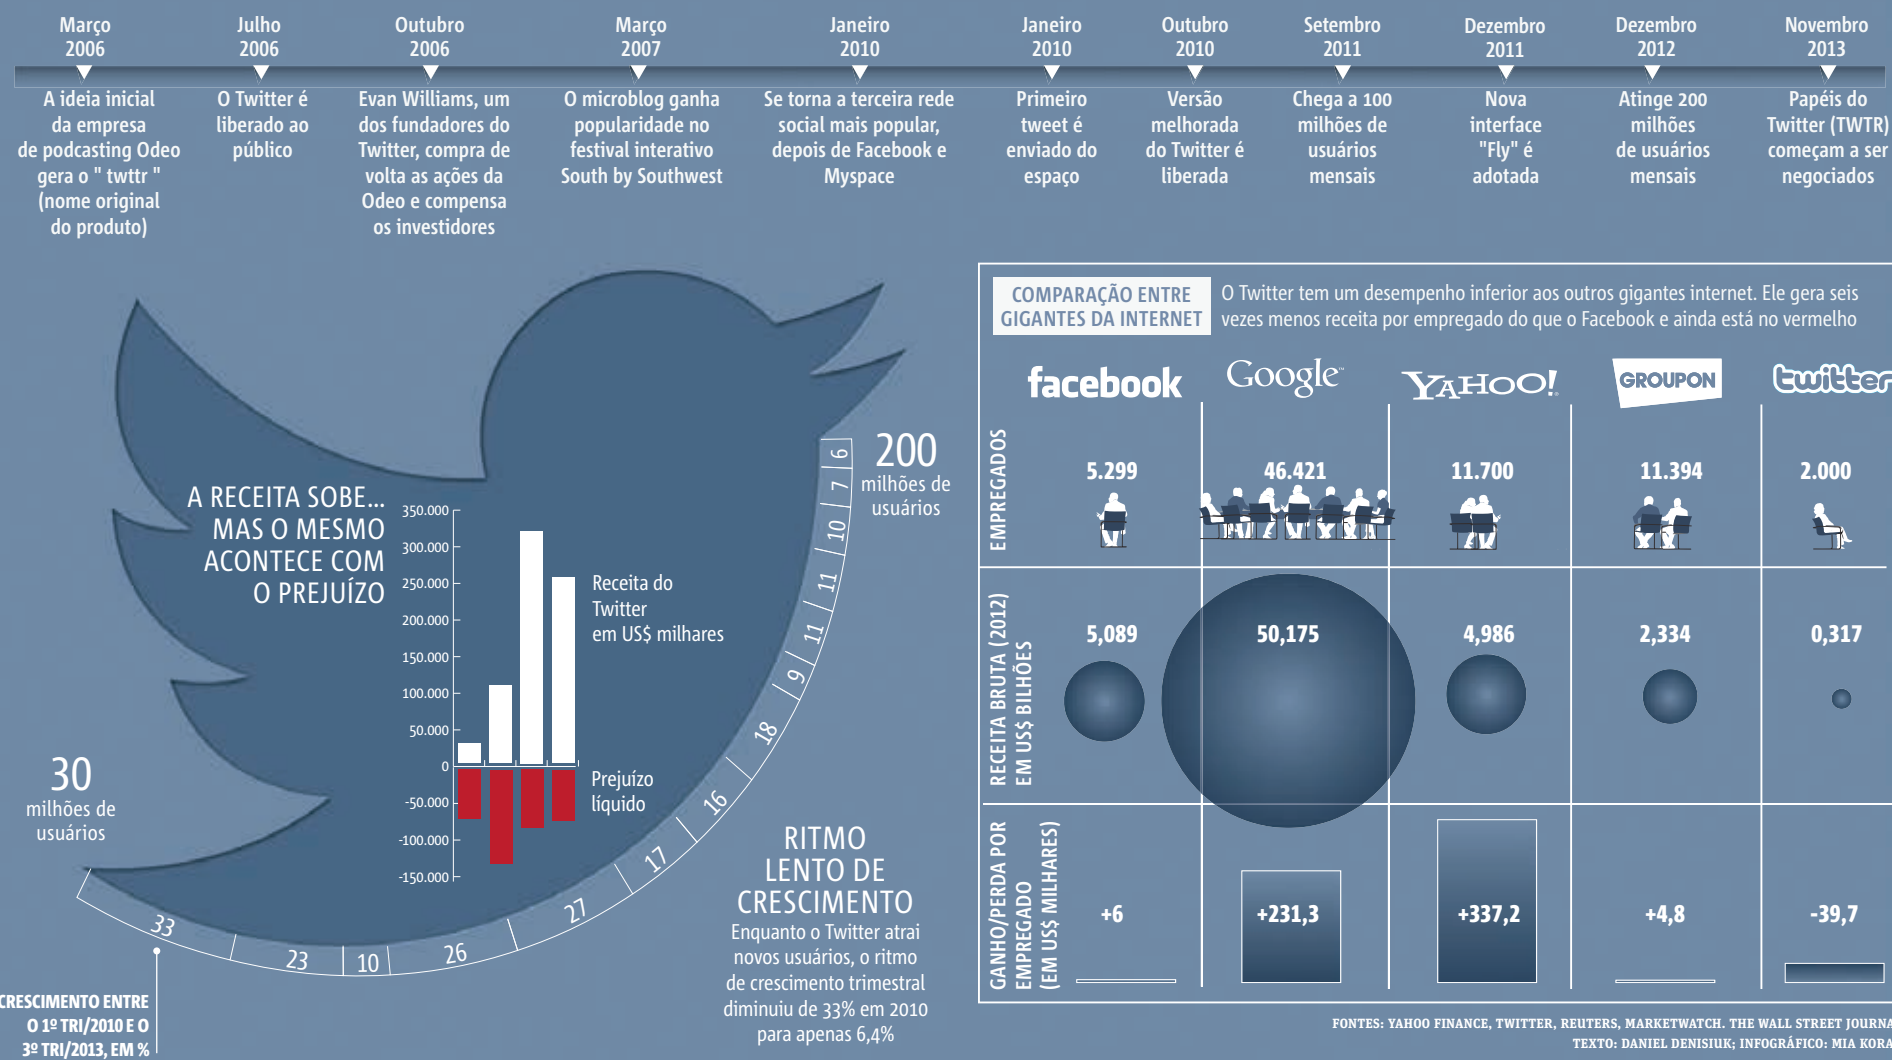 Março
2006
A ideia inicial
da empresa
de podcasting Odeo
gera o " twttr "
(nome original
do produto)
Julho
2006
O Twitter é
liberado ao
público
Outubro
2006
Evan Williams, um
dos fundadores do
Twitter, compra de
volta as ações da
Odeo e compensa
os investidores
Março
2007
O microblog ganha
popularidade no
festival interativo
South by Southwest
Janeiro
2010
Se torna a terceira rede
social mais popular,
depois de Facebook e
Myspace
Janeiro
2010
Primeiro
tweet é
enviado do
espaço
Outubro
2010
Versão
melhorada
do Twitter é
liberada
Setembro
2011
Chega a 100
milhões de
usuários
mensais
Dezembro
2011
Nova
interface
"Fly" é
adotada
Dezembro
2012
Atinge 200
milhões
de usuários
mensais
Novembro
2013
Papéis do
Twitter (TWTR)
começam a ser
negociados
A RECEITA SOBE...
MAS O MESMO
ACONTECE COM
O PREJUÍZO
350.000
300.000
250.000
200.000
150.000
100.000
50.000
0
-50.000
-100.000
-150.000
Receita do
Twitter
em US$ milhares
Prejuízo
líquido
30
milhões de
usuários
33
23
10
26
27
17
16
18
9
11
11
10
7
6
200
milhões de
usuários
CRESCIMENTO ENTRE
O 1º TRI/2010 E O
3º TRI/2013, EM %
RITMO
LENTO DE
CRESCIMENTO
Enquanto o Twitter atrai
novos usuários, o ritmo
de crescimento trimestral
diminuiu de 33% em 2010
para apenas 6,4%
COMPARAÇÃO ENTRE
GIGANTES DA INTERNET
O Twitter tem um desempenho inferior aos outros gigantes internet. Ele gera seis
vezes menos receita por empregado do que o Facebook e ainda está no vermelho
facebook Google YAHOO! GROUPON twitter
EMPREGADOS
5.299 46.421 11.700 11.394 2.000
RECEITA BRUTA (2012)
EM US$ BILHÕES
5,089 50,175 4,986 2,334 0,317
GANHO/PERDA POR
EMPREGADO
(EM US$ MILHARES)
+6 +231,3 +337,2 +4,8 -39,7
FONTES: YAHOO FINANCE, TWITTER, REUTERS, MARKETWATCH. THE WALL STREET JOURNA
TEXTO: DANIEL DENISIUK; INFOGRÁFICO: MIA KORA